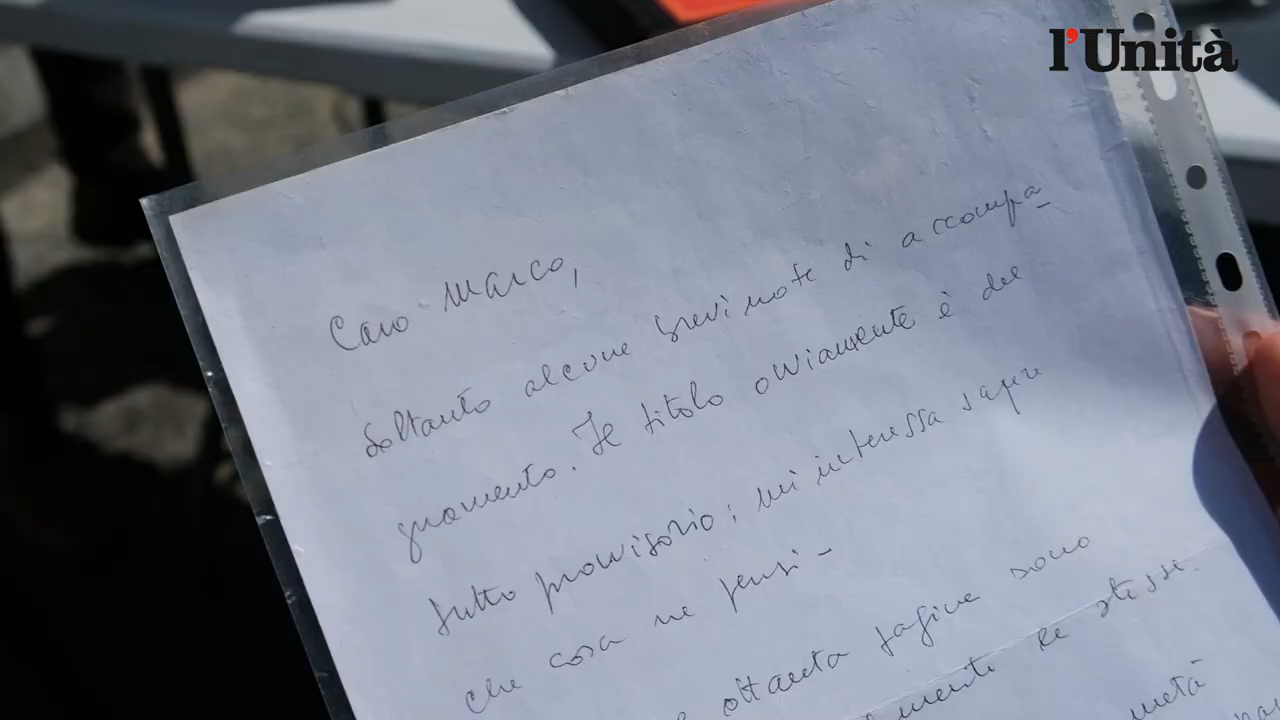 l'Unità
Caro Marco,
Soltanto alcune brevi note di accompa-
gnamento. Il titolo ovviamente è del
tutto provvisorio; mi interessa sapere
che cosa ne pensi -
ottanta pagine sono
le stesse.
metà